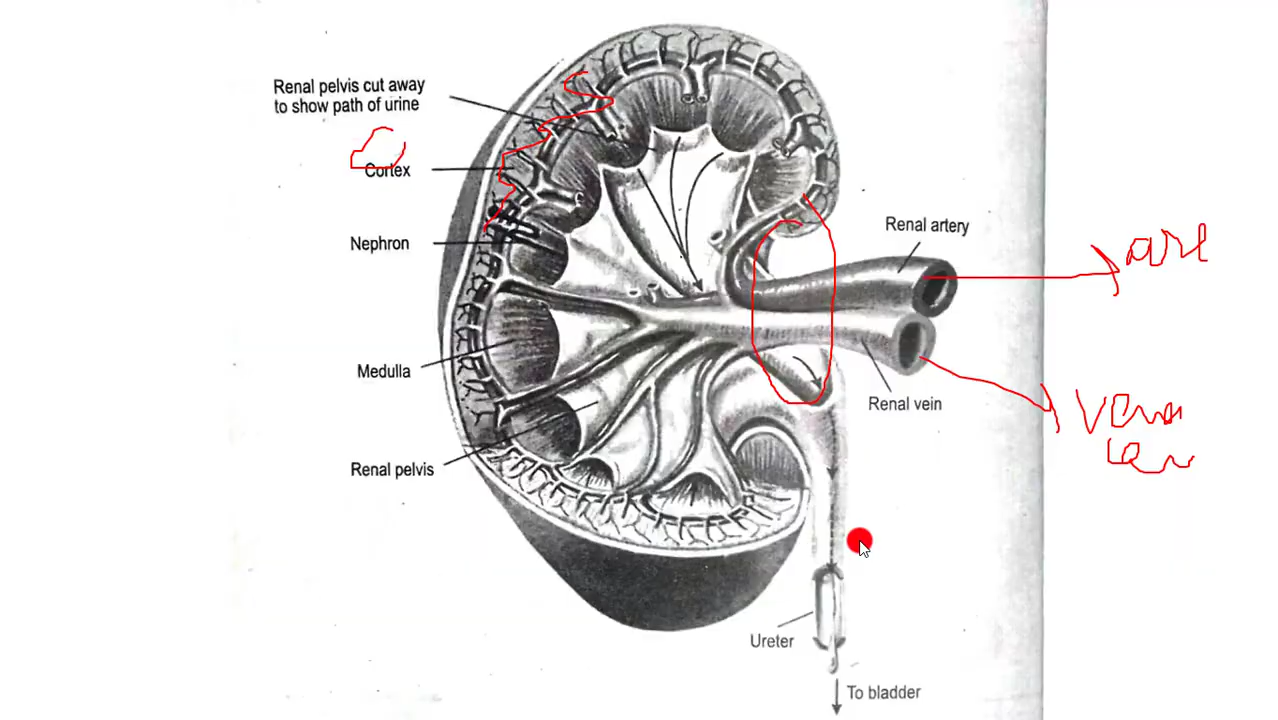 Renal pelvis cut away
to show path of urine
Cortex
Nephron
Medulla
Renal pelvis
Renal artery
Renal vein
Ureter
To bladder